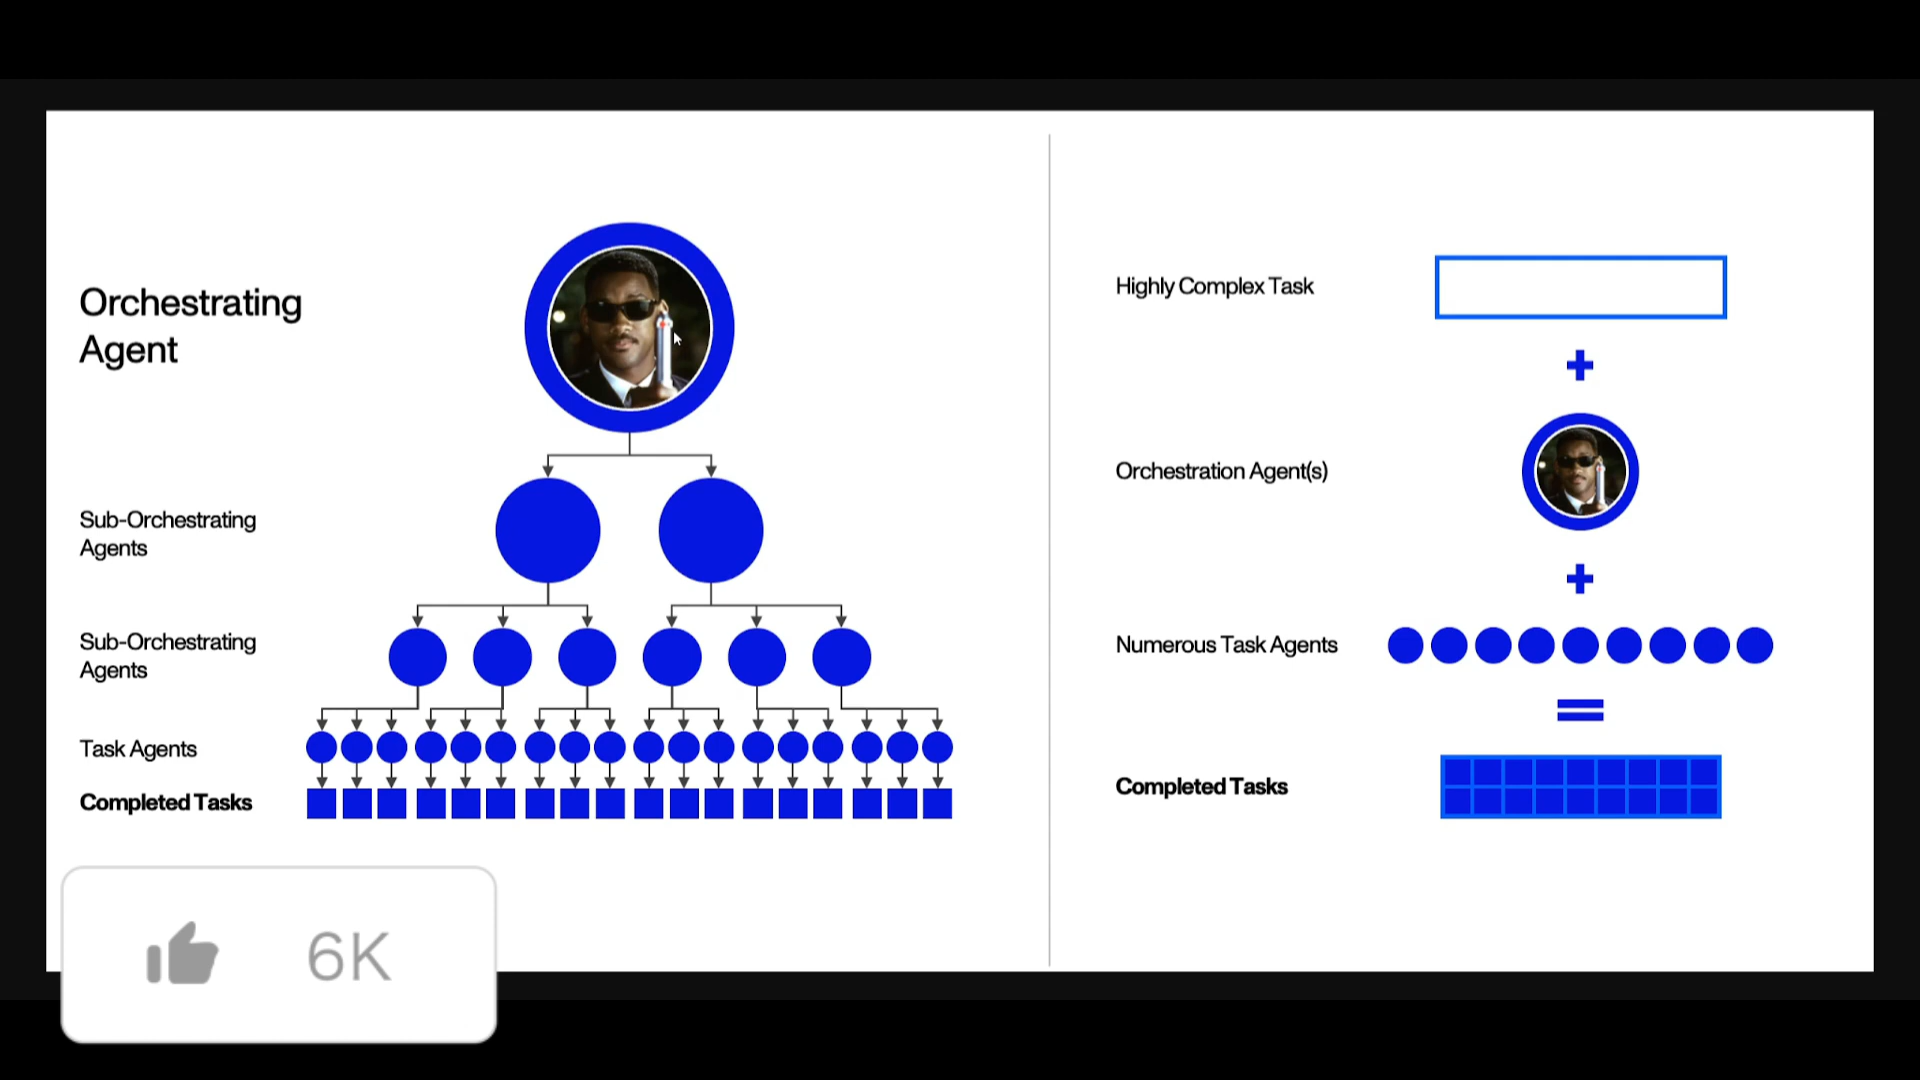 Orchestrating
Agent
Sub-Orchestrating
Agents
Sub-Orchestrating
Agents
Task Agents
Completed Tasks
Highly Complex Task
Orchestration Agent(s)
Numerous Task Agents
Completed Tasks
6K